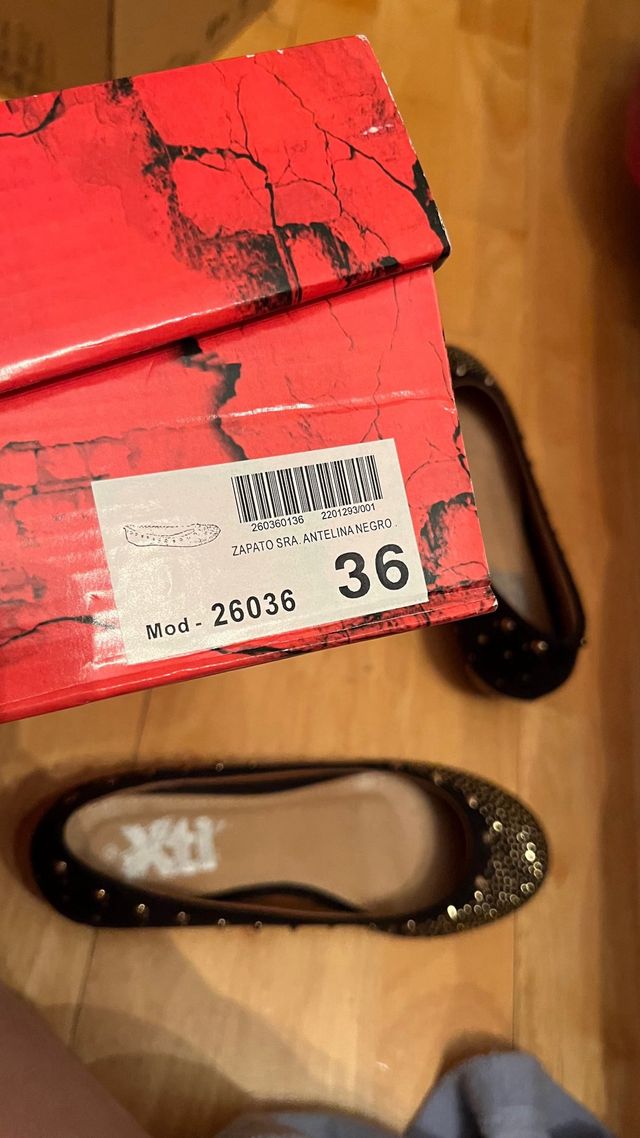 260360136 2201293/001
ZAPATO SRA. ANTELINA NEGRO .
36
Mod - 26036
Xti